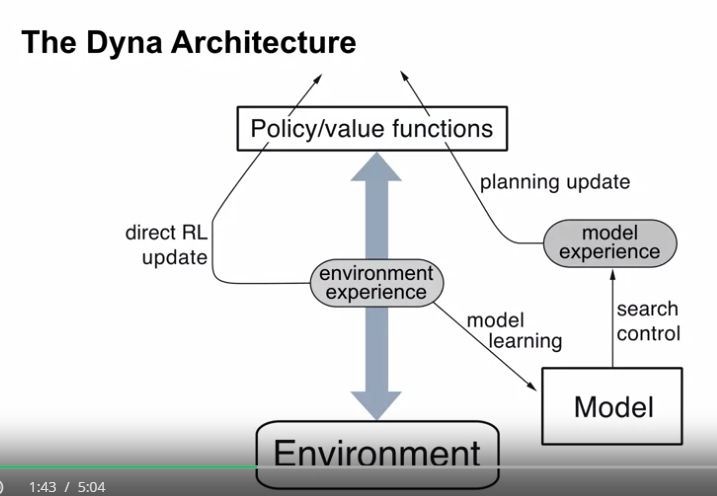 The Dyna Architecture
Policy/value functions
planning update
direct RL
update
model
experience
environment
experience
model
learning
search
control
Model
Environment
1:43 / 5:04